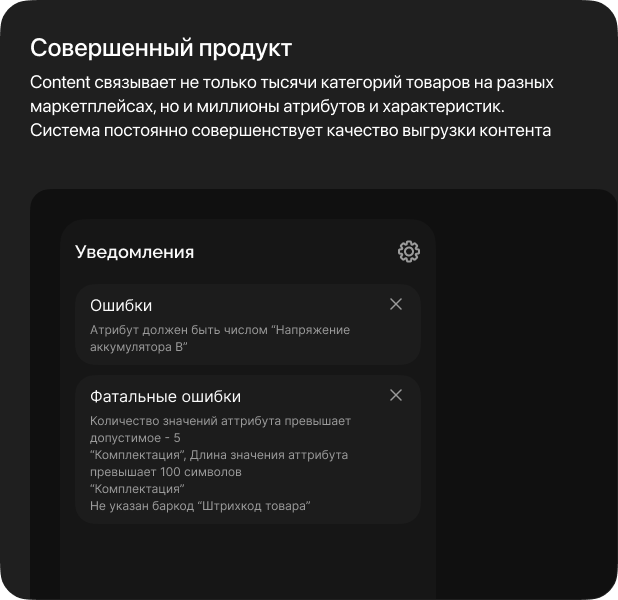 Совершенный продукт
Content связывает не только тысячи категорий товаров на разных
маркетплейсах, но и миллионы атрибутов и характеристик.
Система постоянно совершенствует качество выгрузки контента
Уведомления
Ошибки
Атрибут должен быть числом “Напряжение
аккумулятора В”
Фатальные ошибки
Количество значений аттрибута превышает
допустимое - 5
“Комплектация”, Длина значения аттрибута
превышает 100 символов
“Комплектация”
Не указан баркод “Штрихкод товара”